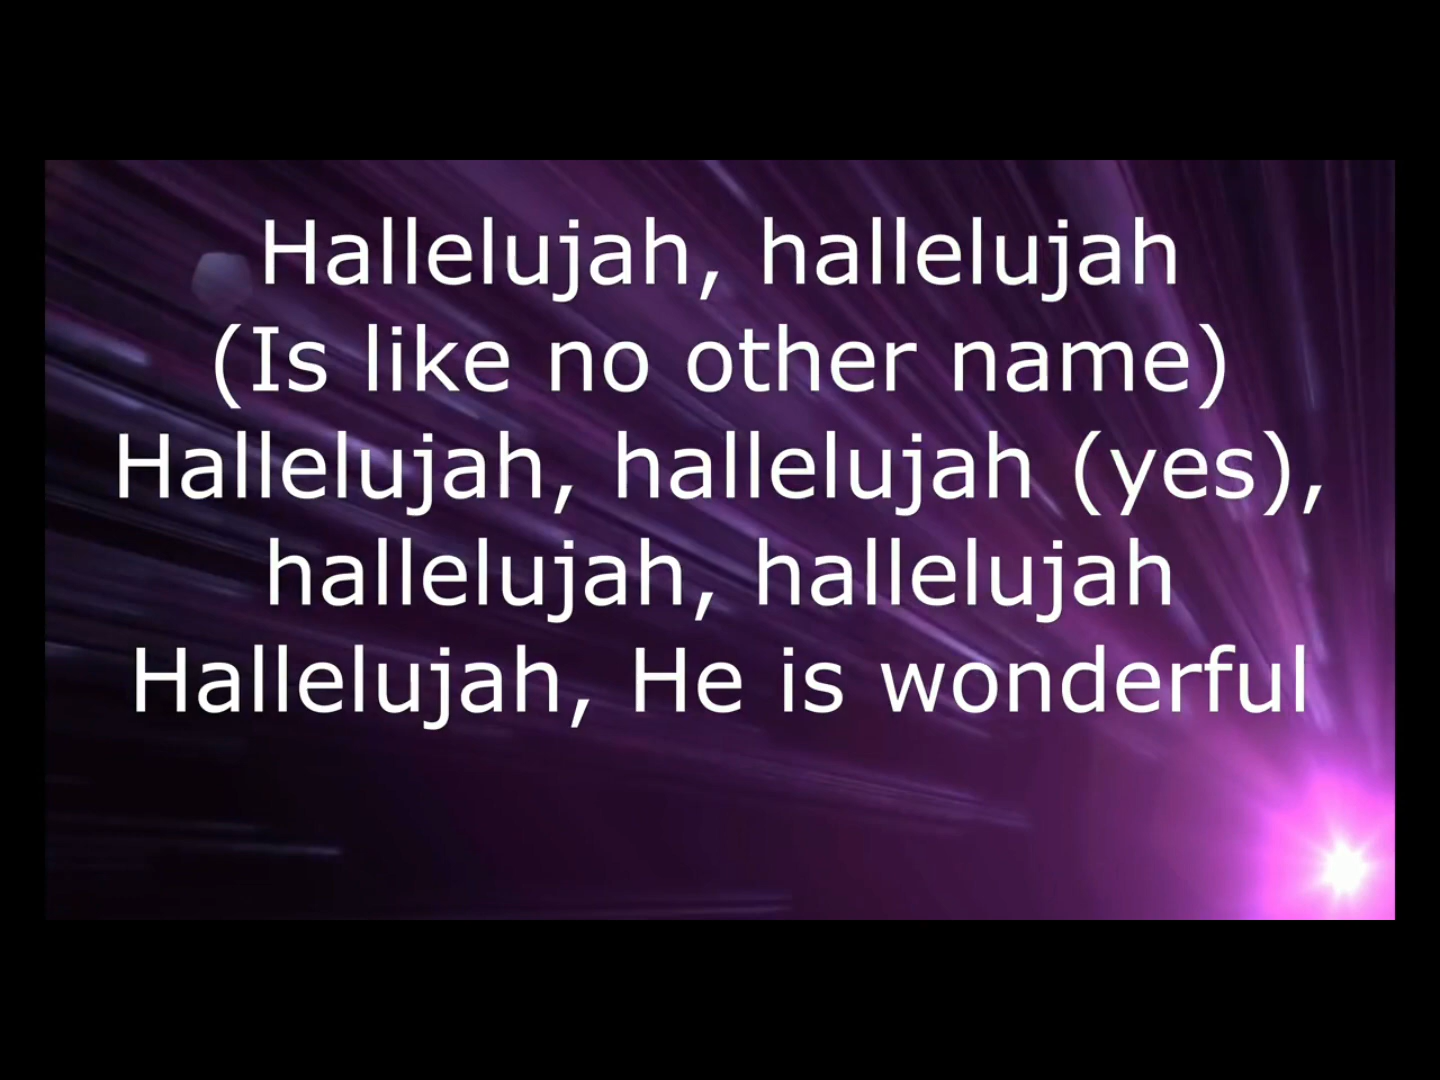 Hallelujah, hallelujah
(Is like no other name)
Hallelujah, hallelujah (yes),
hallelujah, hallelujah
Hallelujah, He is wonderful